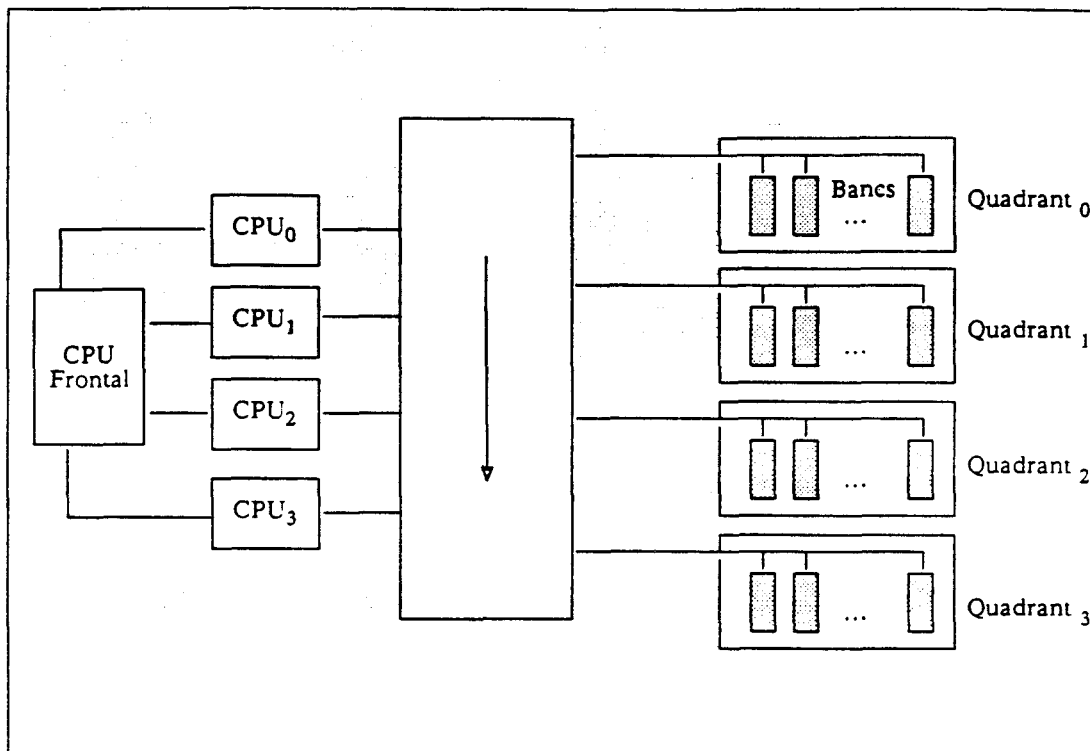 CPU0
CPU1
CPU2
CPU3
CPU
Frontal
Bancs
...
Quadrant 0
...
Quadrant 1
...
Quadrant 2
...
Quadrant 3